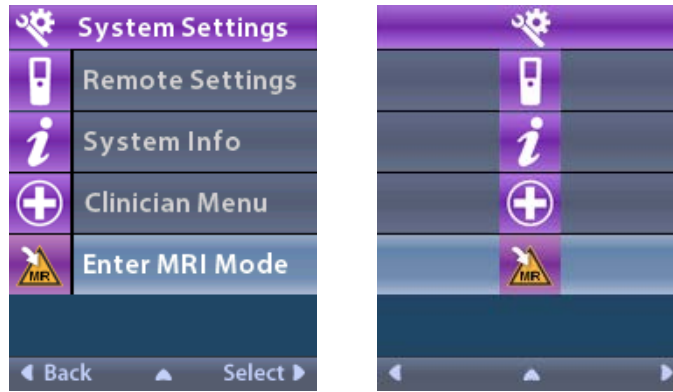 System Settings
Remote Settings
i
System Info
Clinician Menu
MR
Enter MRI Mode
Back
Select
i
MR